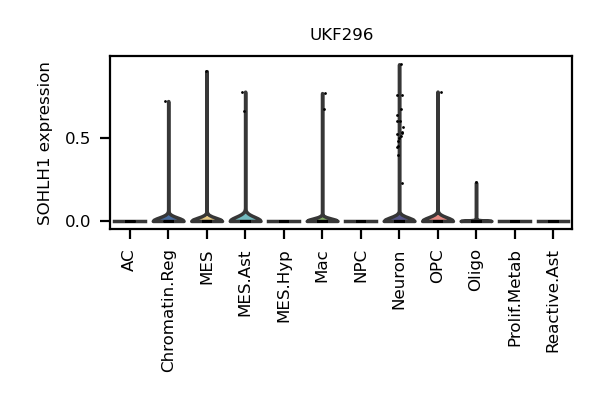 UKF296
SOHLH1 expression
0.5
0.0
AC
Chromatin.Reg
MES
MES.Ast
MES.Hyp
Mac
NPC
Neuron
OPC
Oligo
Prolif.Metab
Reactive.Ast